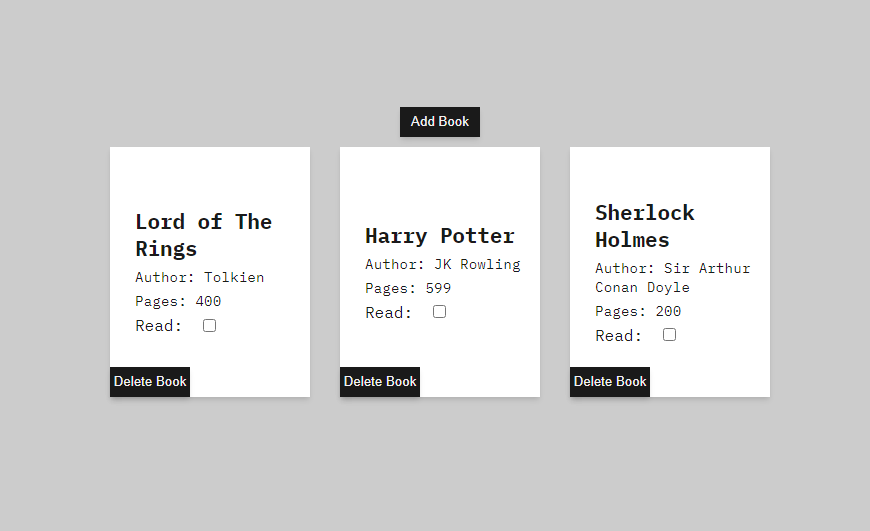 Add Book
Lord of The
Rings
Author: Tolkien
Pages: 400
Read:
Delete Book
Harry Potter
Author: JK Rowling
Pages: 599
Read:
Delete Book
Sherlock
Holmes
Author: Sir Arthur
Conan Doyle
Pages: 200
Read:
Delete Book